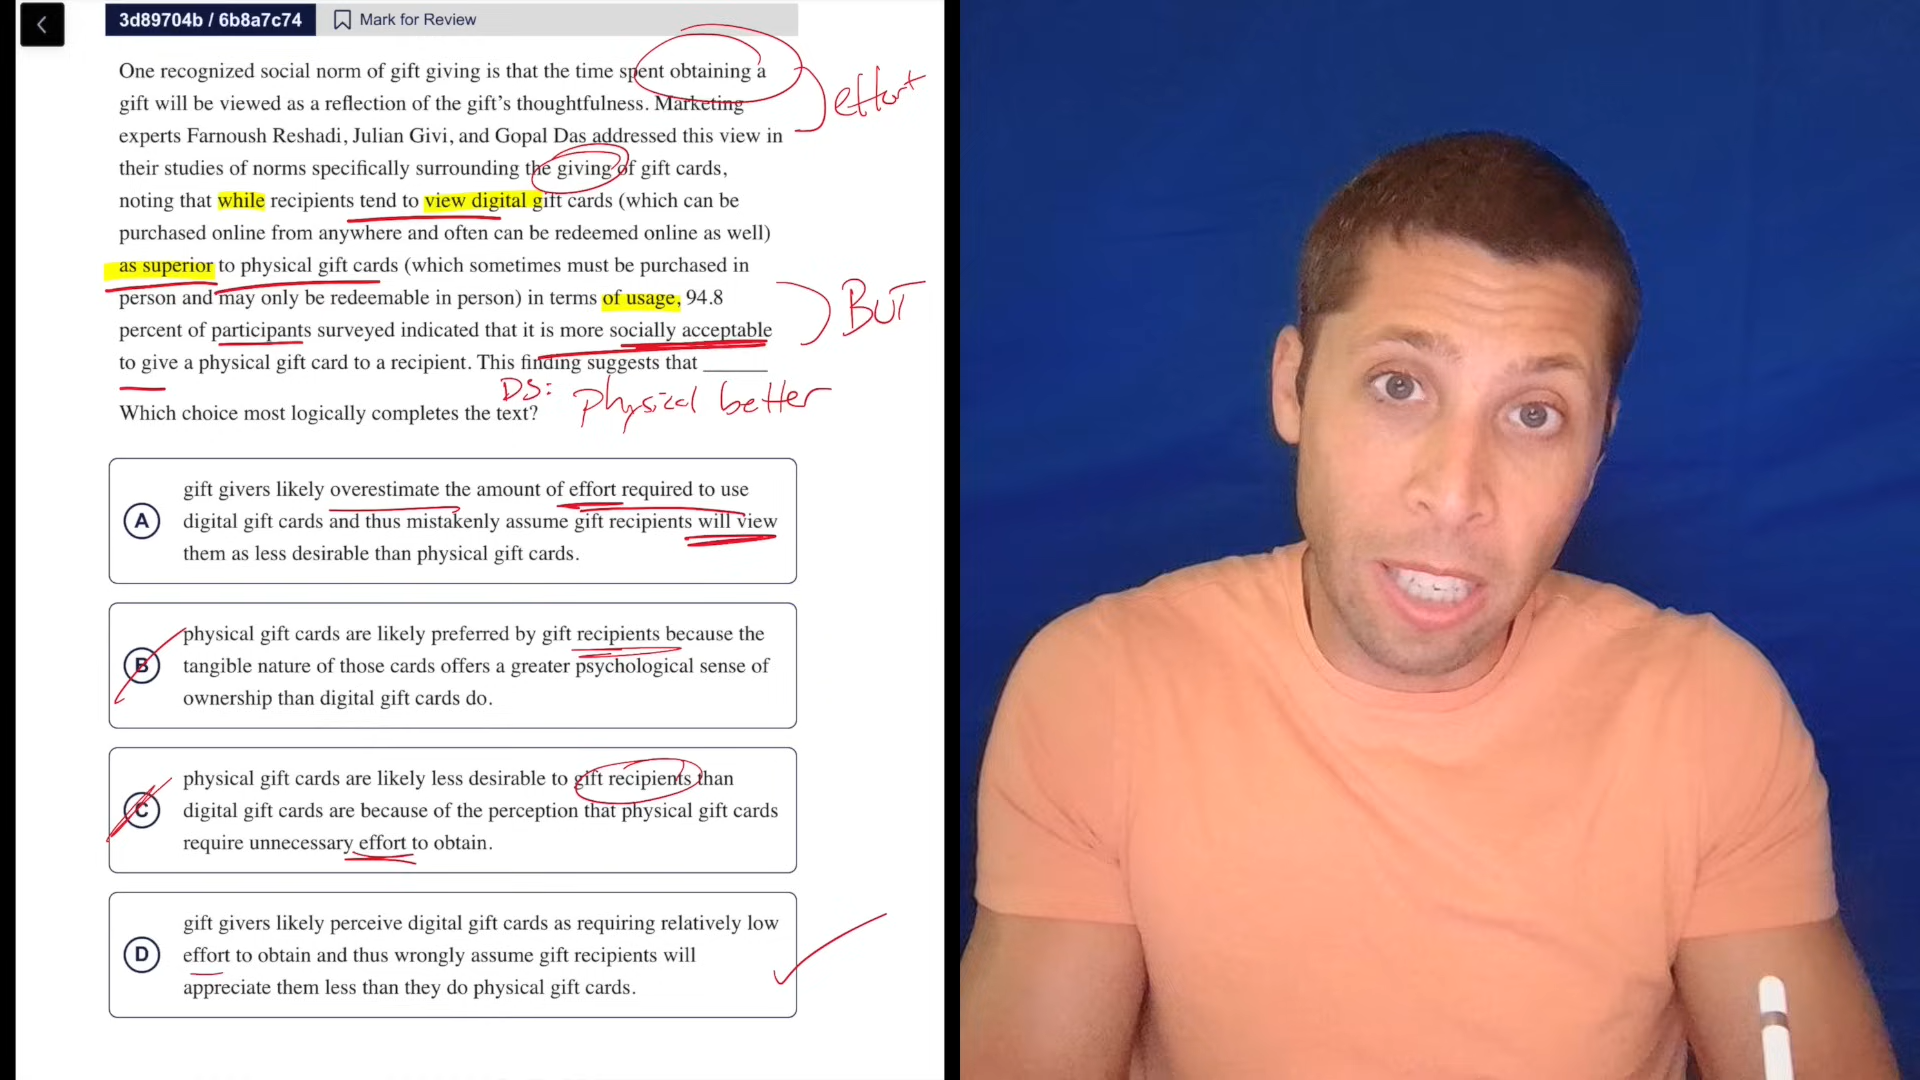 3d89704b / 6b8a7c74
Mark for Review
One recognized social norm of gift giving is that the time spent obtaining a
gift will be viewed as a reflection of the gift's thoughtfulness. Marketing
experts Farnoush Reshadi, Julian Givi, and Gopal Das addressed this view in
their studies of norms specifically surrounding the giving of gift cards,
noting that while recipients tend to view digital gift cards (which can be
purchased online from anywhere and often can be redeemed online as well)
as superior to physical gift cards (which sometimes must be purchased in
person and may only be redeemable in person) in terms of usage, 94.8
percent of participants surveyed indicated that it is more socially acceptable
to give a physical gift card to a recipient. This finding suggests that ______
effort
BUT
DS: physical better
Which choice most logically completes the text?
A
gift givers likely overestimate the amount of effort required to use
digital gift cards and thus mistakenly assume gift recipients will view
them as less desirable than physical gift cards.
B
physical gift cards are likely preferred by gift recipients because the
tangible nature of those cards offers a greater psychological sense of
ownership than digital gift cards do.
C
physical gift cards are likely less desirable to gift recipients than
digital gift cards are because of the perception that physical gift cards
require unnecessary effort to obtain.
D
gift givers likely perceive digital gift cards as requiring relatively low
effort to obtain and thus wrongly assume gift recipients will
appreciate them less than they do physical gift cards.